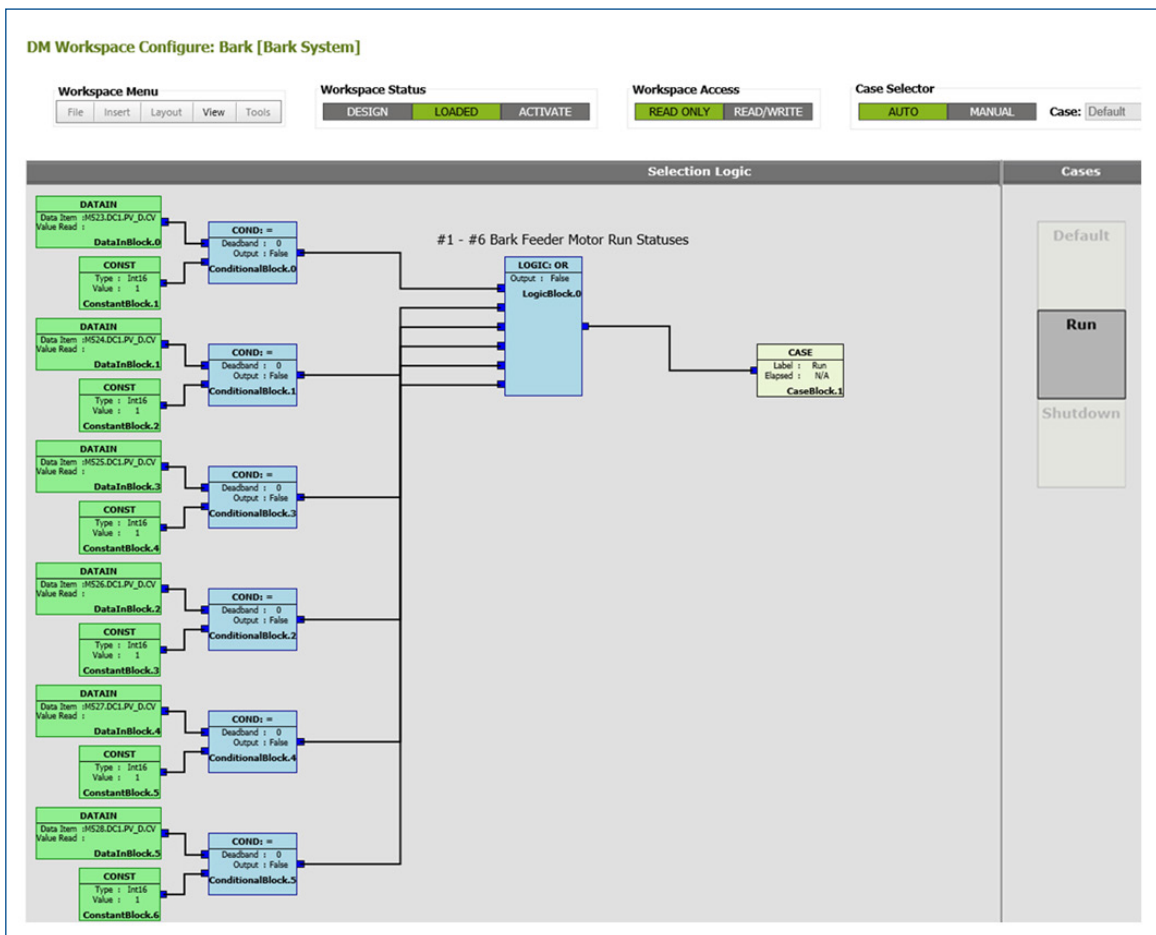 DM Workspace Configure: Bark [Bark System]
Workspace Menu
File Insert Layout View Tools
Workspace Status
DESIGN LOADED ACTIVATE
Workspace Access
READ ONLY READ/WRITE
Case Selector
AUTO MANUAL Case: Default
Selection Logic
Cases
DATAIN
Data Item :M523.DC1.PV_D.CV
Value Read :
DataInBlock.0
CONST
Type : Int16
Value : 1
ConstantBlock.1
COND: =
Deadband : 0
Output : False
ConditionalBlock.0
DATAIN
Data Item :M524.DC1.PV_D.CV
Value Read :
DataInBlock.1
CONST
Type : Int16
Value : 1
ConstantBlock.2
COND: =
Deadband : 0
Output : False
ConditionalBlock.1
DATAIN
Data Item :M525.DC1.PV_D.CV
Value Read :
DataInBlock.3
CONST
Type : Int16
Value : 1
ConstantBlock.4
COND: =
Deadband : 0
Output : False
ConditionalBlock.3
DATAIN
Data Item :M526.DC1.PV_D.CV
Value Read :
DataInBlock.2
CONST
Type : Int16
Value : 1
ConstantBlock.3
COND: =
Deadband : 0
Output : False
ConditionalBlock.2
DATAIN
Data Item :M527.DC1.PV_D.CV
Value Read :
DataInBlock.4
CONST
Type : Int16
Value : 1
ConstantBlock.5
COND: =
Deadband : 0
Output : False
ConditionalBlock.4
DATAIN
Data Item :M528.DC1.PV_D.CV
Value Read :
DataInBlock.5
CONST
Type : Int16
Value : 1
ConstantBlock.6
COND: =
Deadband : 0
Output : False
ConditionalBlock.5
#1 - #6 Bark Feeder Motor Run Statuses
LOGIC: OR
Output : False
LogicBlock.0
CASE
Label : Run
Elapsed : N/A
CaseBlock.1
Default
Run
Shutdown